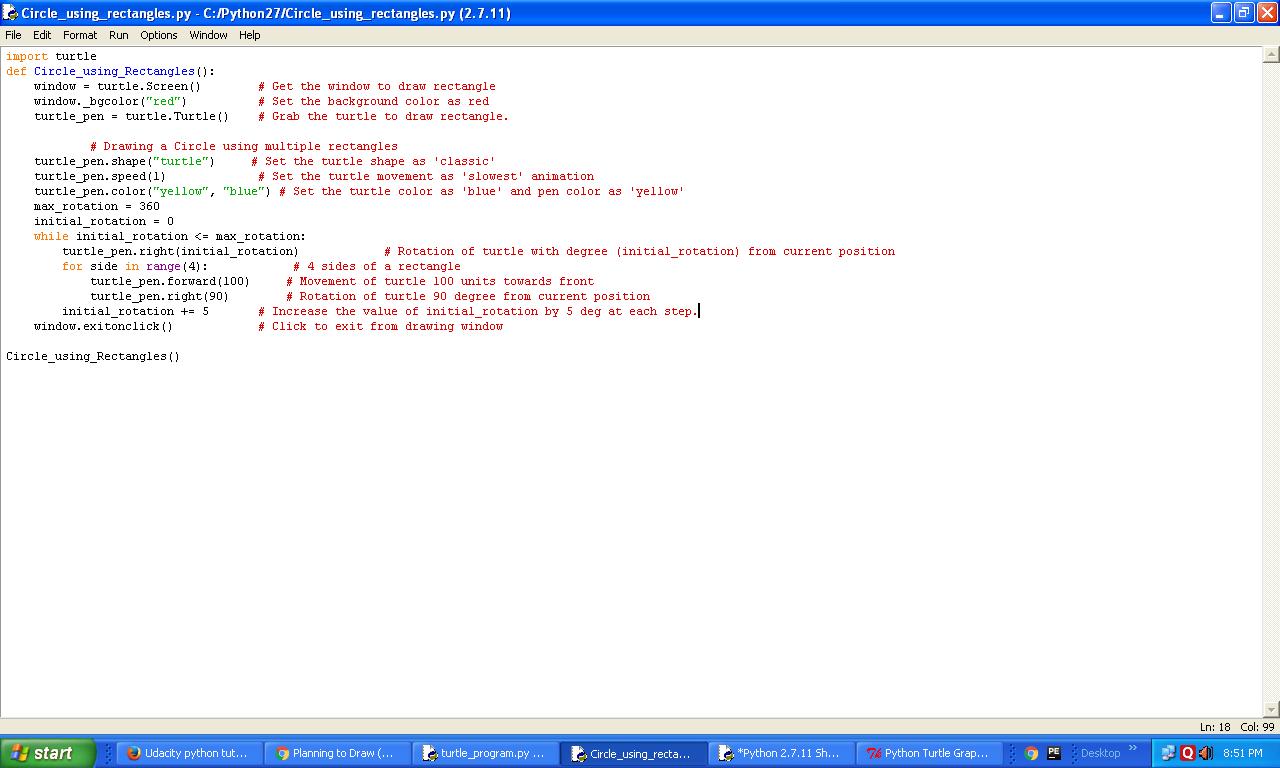 Circle_using_rectangles.py - C:/Python27/Circle_using_rectangles.py (2.7.11)
File Edit Format Run Options Window Help
import turtle
def Circle_using_Rectangles():
    window = turtle.Screen()        # Get the window to draw rectangle
    window._bgcolor("red")          # Set the background color as red
    turtle_pen = turtle.Turtle()    # Grab the turtle to draw rectangle.
            # Drawing a Circle using multiple rectangles
    turtle_pen.shape("turtle")     # Set the turtle shape as 'classic'
    turtle_pen.speed(1)             # Set the turtle movement as 'slowest' animation
    turtle_pen.color("yellow", "blue") # Set the turtle color as 'blue' and pen color as 'yellow'
    max_rotation = 360
    initial_rotation = 0
    while initial_rotation <= max_rotation:
        turtle_pen.right(initial_rotation)            # Rotation of turtle with degree (initial_rotation) from current position
        for side in range(4):            # 4 sides of a rectangle
            turtle_pen.forward(100)     # Movement of turtle 100 units towards front
            turtle_pen.right(90)        # Rotation of turtle 90 degree from current position
        initial_rotation += 5       # Increase the value of initial_rotation by 5 deg at each step.
    window.exitonclick()            # Click to exit from drawing window
Circle_using_Rectangles()
Ln: 18 Col: 99
start Udacity python tut... Planning to Draw (... turtle_program.py ... Circle_using_recta... *Python 2.7.11 Sh... Python Turtle Grap... PE Desktop » Q 8:51 PM